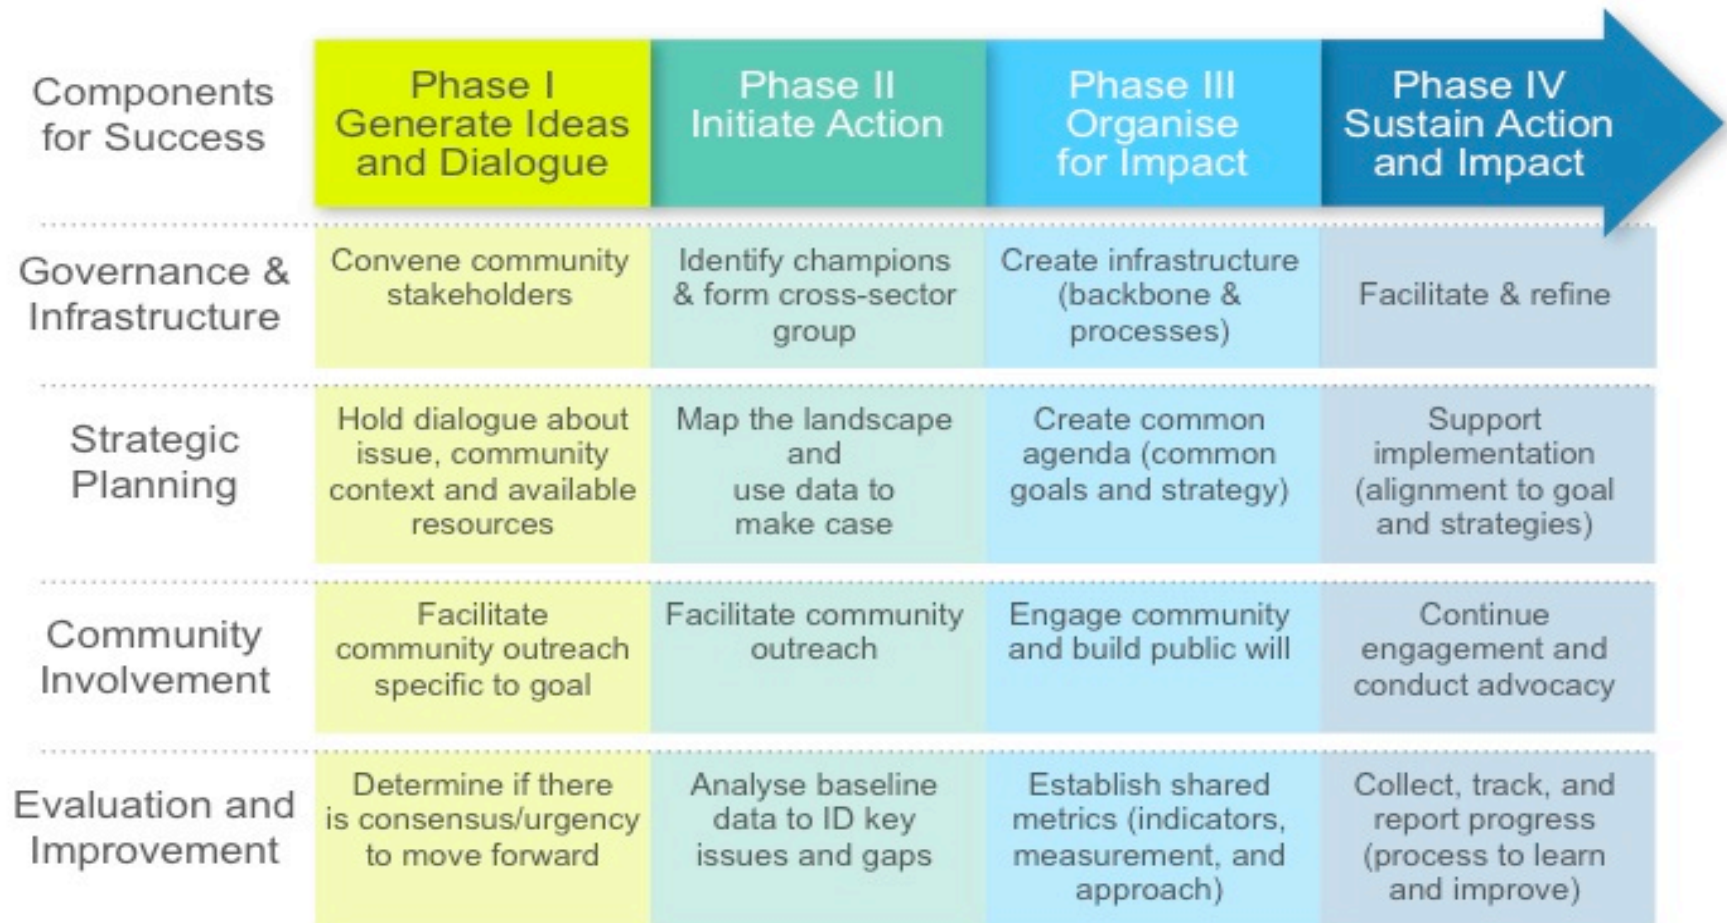 Components
for Success
Phase I
Generate Ideas
and Dialogue
Phase II
Initiate Action
Phase III
Organise
for Impact
Phase IV
Sustain Action
and Impact
Governance &
Infrastructure
Convene community
stakeholders
Identify champions
& form cross-sector
group
Create infrastructure
(backbone &
processes)
Facilitate & refine
Strategic
Planning
Hold dialogue about
issue, community
context and available
resources
Map the landscape
and
use data to
make case
Create common
agenda (common
goals and strategy)
Support
implementation
(alignment to goal
and strategies)
Community
Involvement
Facilitate
community outreach
specific to goal
Facilitate community
outreach
Engage community
and build public will
Continue
engagement and
conduct advocacy
Evaluation and
Improvement
Determine if there
is consensus/urgency
to move forward
Analyse baseline
data to ID key
issues and gaps
Establish shared
metrics (indicators,
measurement, and
approach)
Collect, track, and
report progress
(process to learn
and improve)